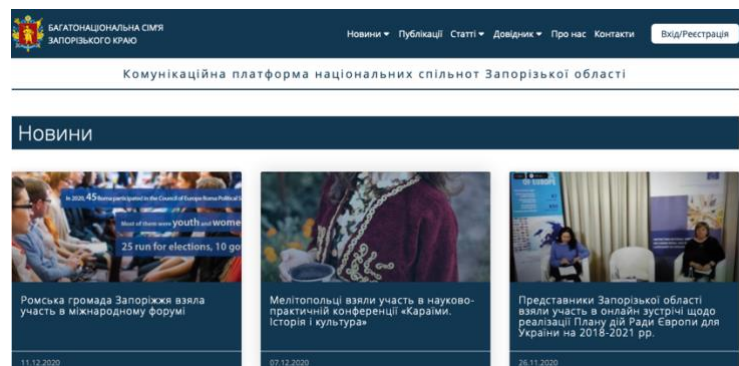 БАГАТОНАЦІОНАЛЬНА СІМ'Я
ЗАПОРІЗЬКОГО КРАЮ
Новини Публікації Статті Довідник Про нас Контакти Вхід/Реєстрація
Комунікаційна платформа національних спільнот Запорізької області
Новини
In 2020, 45 Roma participated in the Council of Europe Roma Political S
Most of them were youth and wome
25 run for elections, 10 go
OF EUROPE
Ромська громада Запоріжжя взяла
участь в міжнародному форумі
11.12.2020
Мелітопольці взяли участь в науково-
практичній конференції «Караїми.
Історія і культура»
07.12.2020
Представники Запорізької області
взяли участь в онлайн зустрічі щодо
реалізації Плану дій Ради Європи для
України на 2018-2021 рр.
26.11.2020